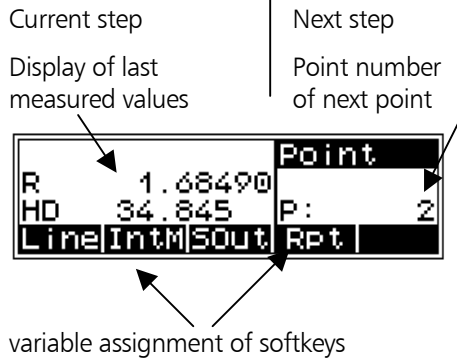 Current step
Next step
Display of last
measured values
Point number
of next point
Point
R 1.68490
HD 34.845 P: 2
Line IntM SOut Rpt
variable assignment of softkeys